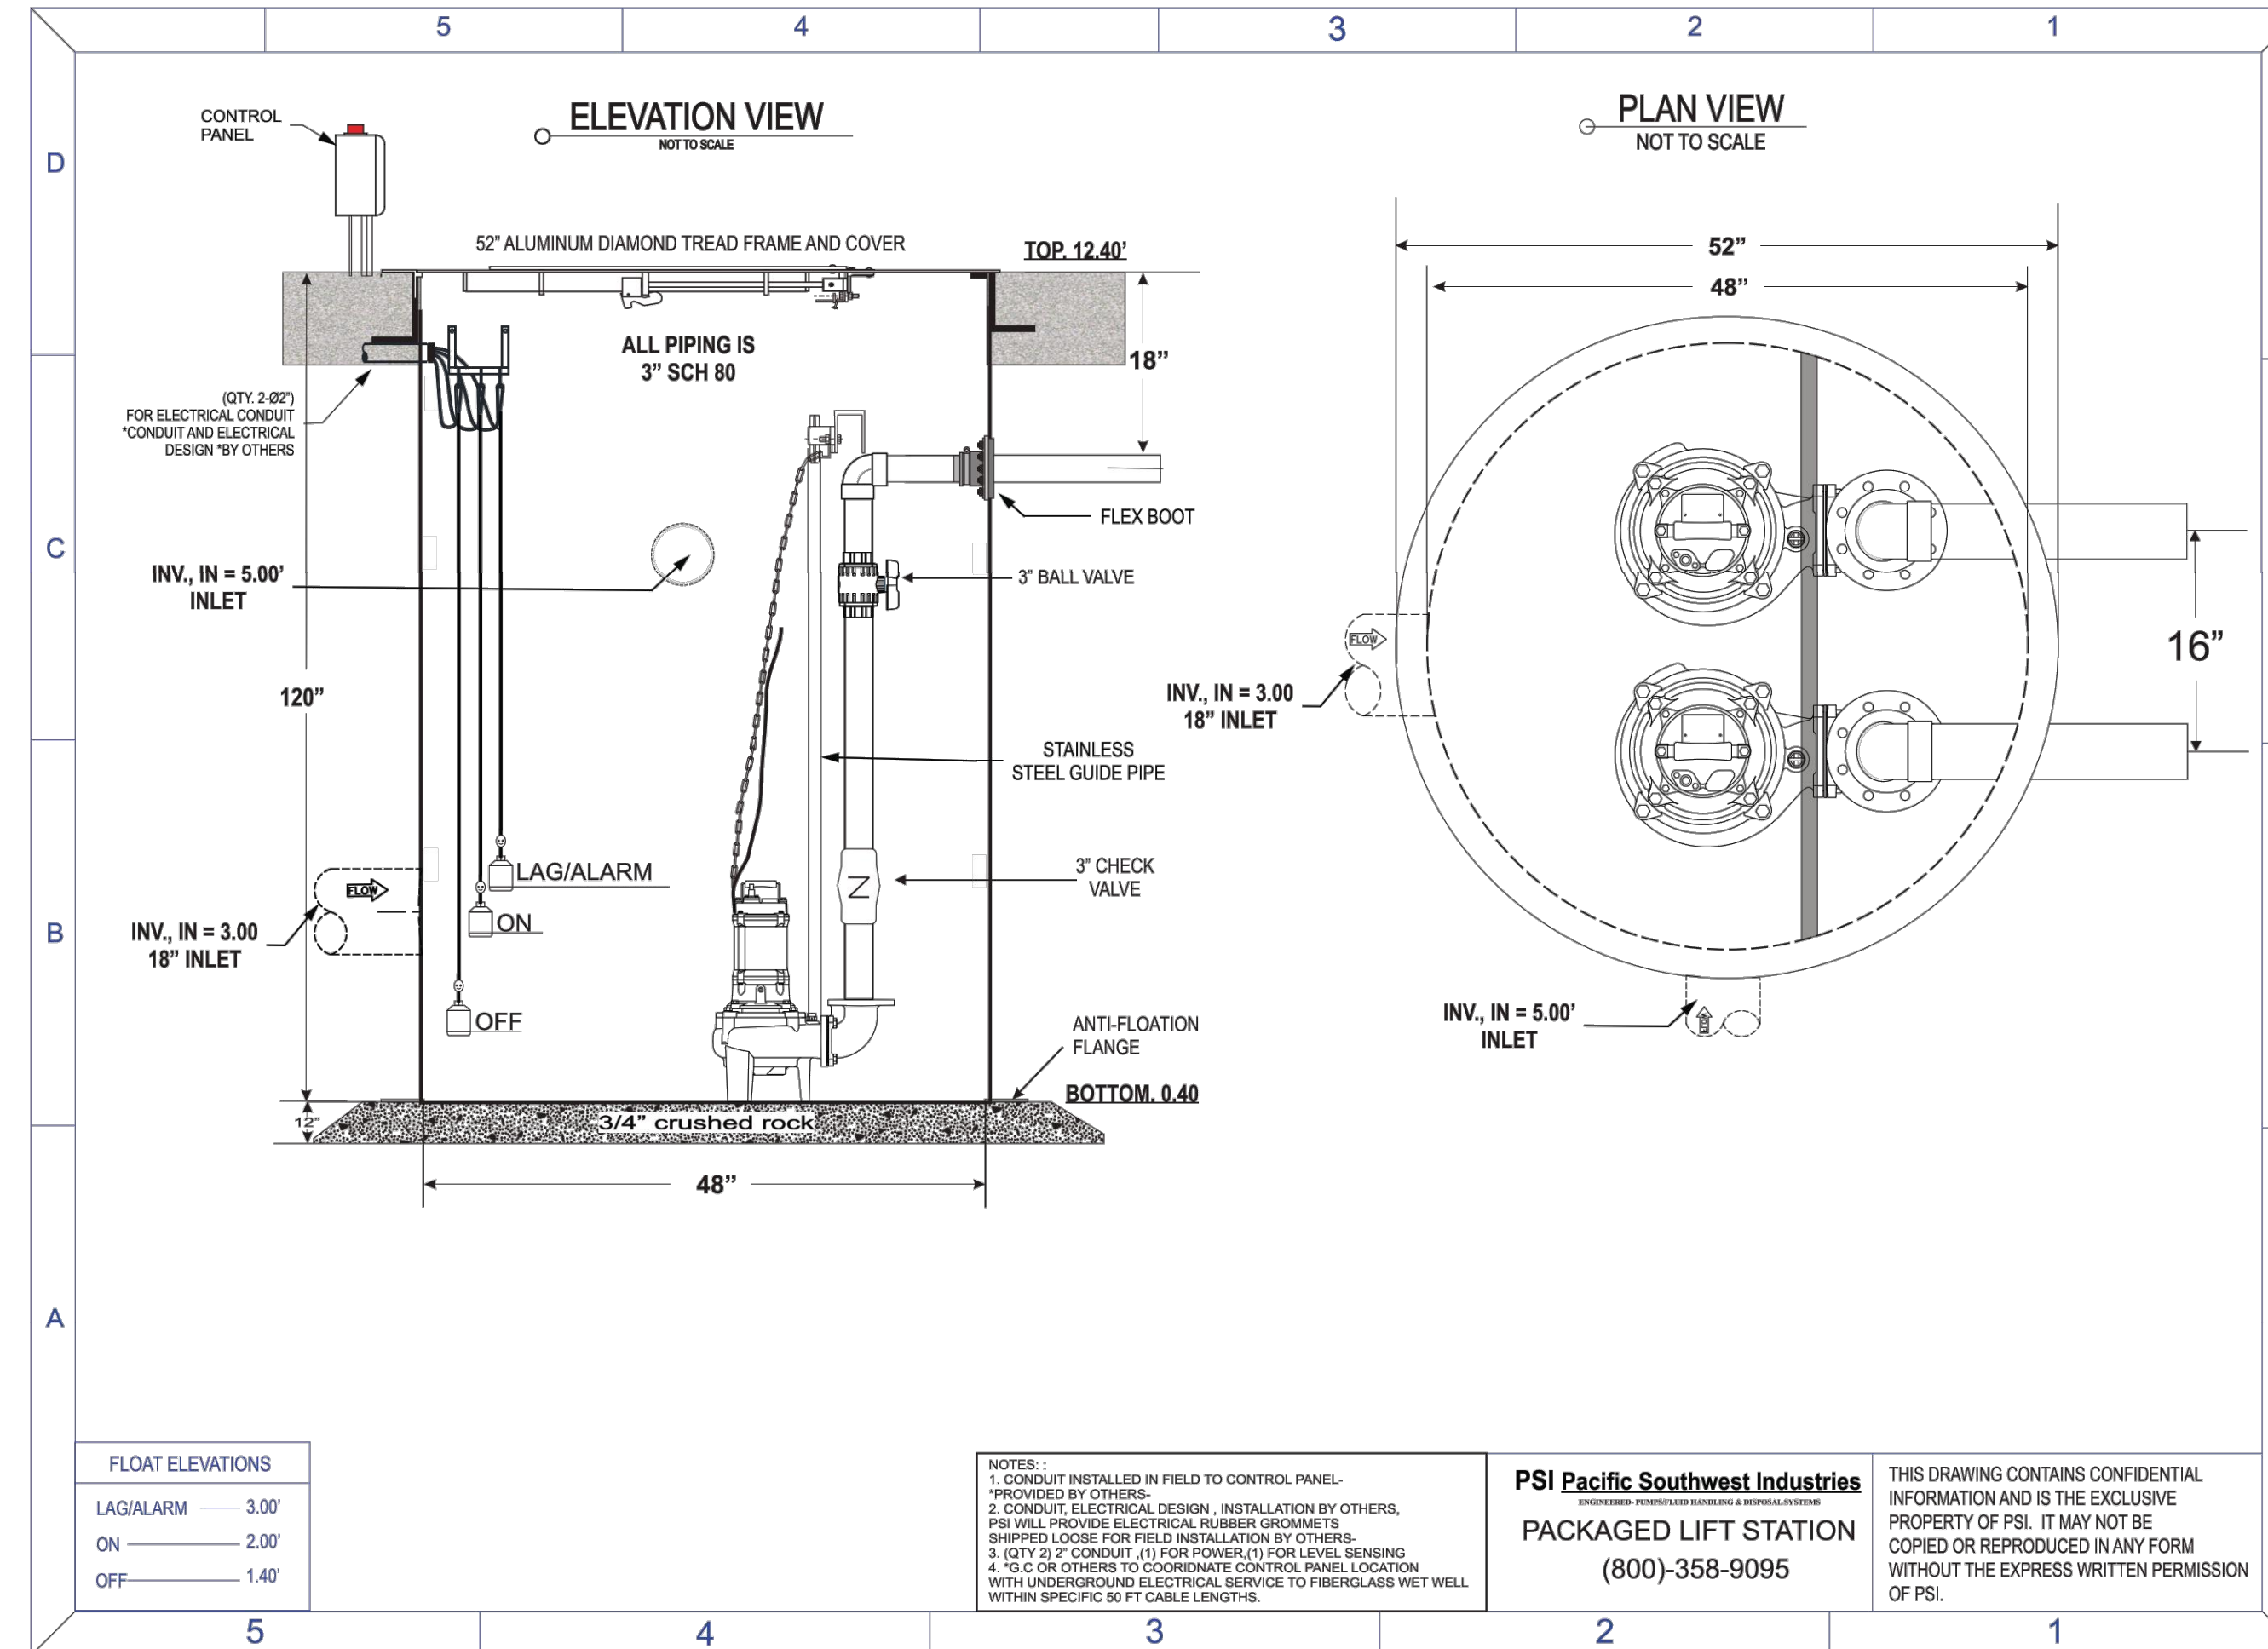 5 4 3 2 1
D
C
B
A
CONTROL
PANEL
ELEVATION VIEW
NOT TO SCALE
52” ALUMINUM DIAMOND TREAD FRAME AND COVER
TOP. 12.40’
ALL PIPING IS
3” SCH 80
18”
(QTY. 2-Ø2”)
FOR ELECTRICAL CONDUIT
*CONDUIT AND ELECTRICAL
DESIGN *BY OTHERS
FLEX BOOT
INV., IN = 5.00’
INLET
3” BALL VALVE
120”
STAINLESS
STEEL GUIDE PIPE
LAG/ALARM
3” CHECK
VALVE
Z
FLOW
ON
INV., IN = 3.00
18” INLET
OFF
ANTI-FLOATION
FLANGE
BOTTOM. 0.40
12”
3/4” crushed rock
48”
PLAN VIEW
NOT TO SCALE
52”
48”
FLOW
16”
INV., IN = 3.00
18” INLET
INV., IN = 5.00’
INLET
FLOW
FLOAT ELEVATIONS
LAG/ALARM 3.00’
ON 2.00’
OFF 1.40’
NOTES: :
1. CONDUIT INSTALLED IN FIELD TO CONTROL PANEL-
*PROVIDED BY OTHERS-
2. CONDUIT, ELECTRICAL DESIGN , INSTALLATION BY OTHERS,
PSI WILL PROVIDE ELECTRICAL RUBBER GROMMETS
SHIPPED LOOSE FOR FIELD INSTALLATION BY OTHERS-
3. (QTY 2) 2” CONDUIT ,(1) FOR POWER,(1) FOR LEVEL SENSING
4. *G.C OR OTHERS TO COORIDNATE CONTROL PANEL LOCATION
WITH UNDERGROUND ELECTRICAL SERVICE TO FIBERGLASS WET WELL
WITHIN SPECIFIC 50 FT CABLE LENGTHS.
PSI Pacific Southwest Industries
ENGINEERED- PUMPS/FLUID HANDLING & DISPOSAL SYSTEMS
PACKAGED LIFT STATION
(800)-358-9095
THIS DRAWING CONTAINS CONFIDENTIAL
INFORMATION AND IS THE EXCLUSIVE
PROPERTY OF PSI. IT MAY NOT BE
COPIED OR REPRODUCED IN ANY FORM
WITHOUT THE EXPRESS WRITTEN PERMISSION
OF PSI.
5 4 3 2 1